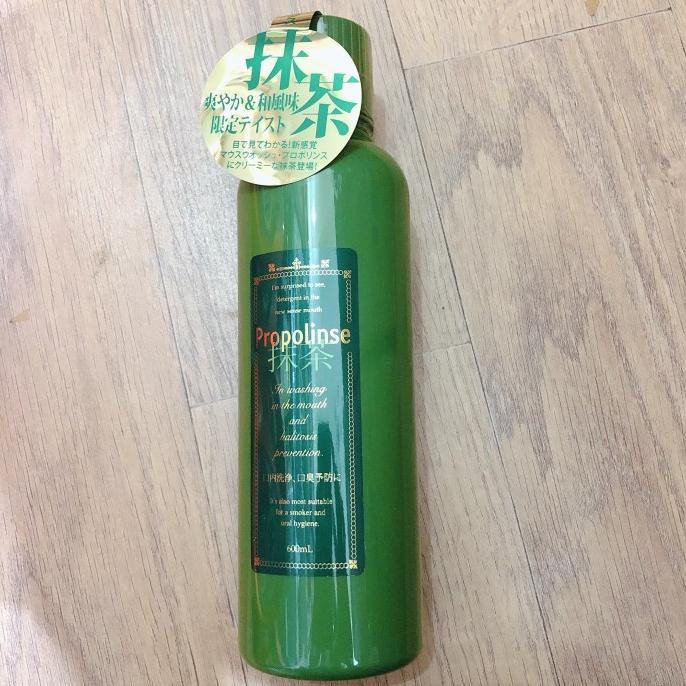 抹茶
爽やか&和風味
限定テイスト
目で見てわかる!新感覚
マウスウォッシュ・プロポリンス
にクリーミーな抹茶登場!
I'm surprised to see,
detergent in the
new sense mouth
Propolinse
抹茶
In washing
in the mouth
and
halitosis
prevention.
口内洗浄、口臭予防に
It's also most suitable
for a smoker and
oral hygiene.
600mL